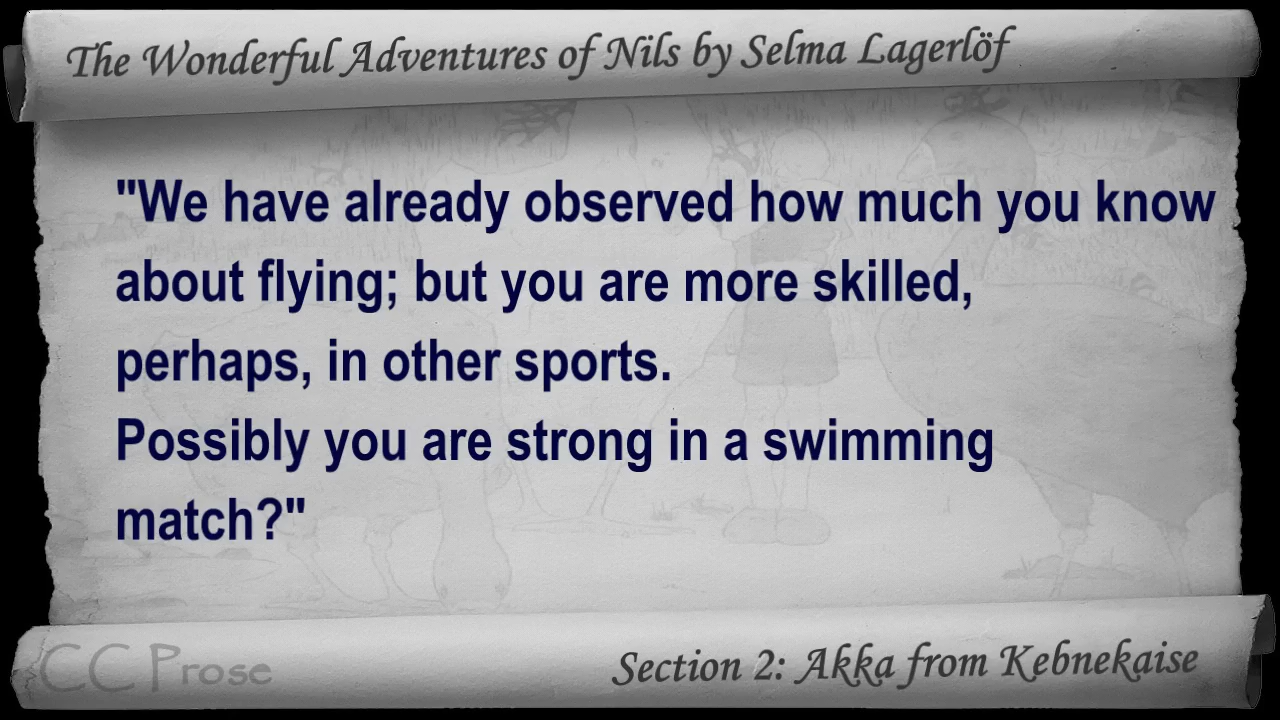 The Wonderful Adventures of Nils by Selma Lagerlöf
"We have already observed how much you know
about flying; but you are more skilled,
perhaps, in other sports.
Possibly you are strong in a swimming
match?"
CC Prose
Section 2: Akka from Kebnekaise